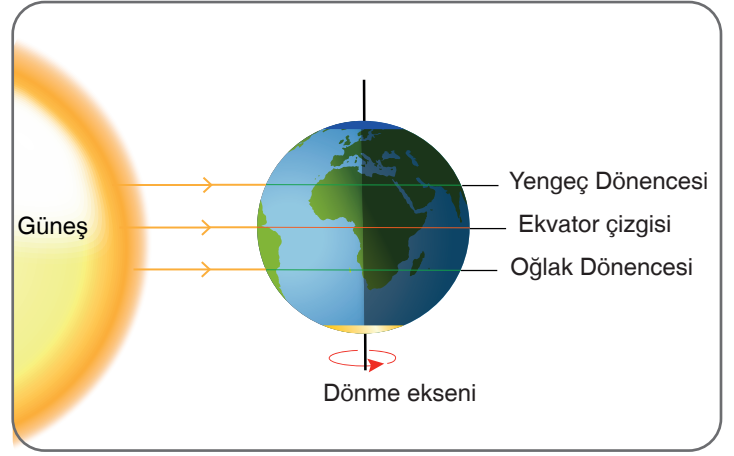 Güneş
Yengeç Dönencesi
Ekvator çizgisi
Oğlak Dönencesi
Dönme ekseni